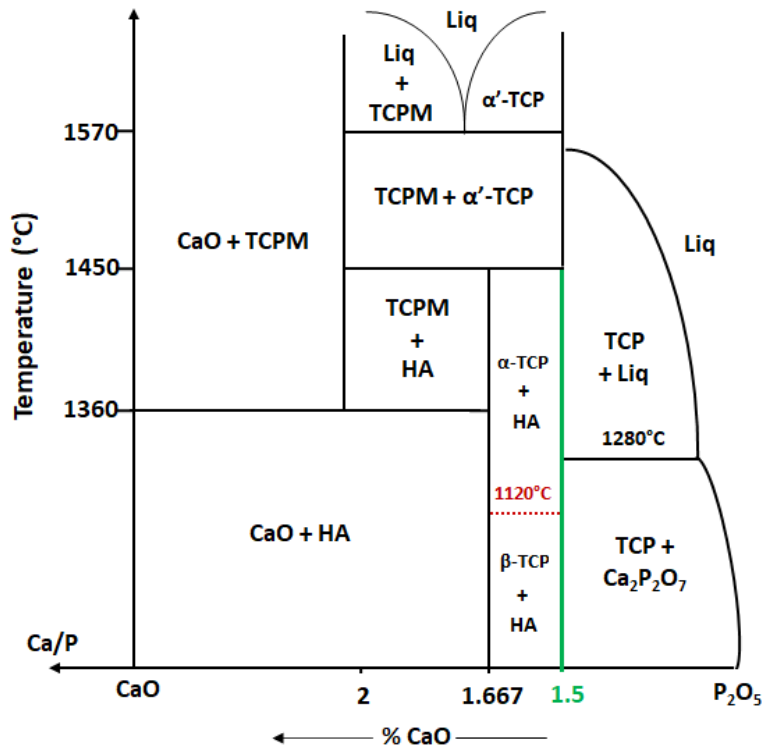 Liq
Liq
+
TCPM
α’-TCP
1570
TCPM + α’-TCP
CaO + TCPM
Liq
1450
Temperature (°C)
TCPM
+
HA
α-TCP
+
HA
TCP
+ Liq
1360
1280°C
1120°C
CaO + HA
β-TCP
+
HA
TCP +
Ca₂P₂O₇
Ca/P
CaO
2
1.667
1.5
P₂O₅
% CaO